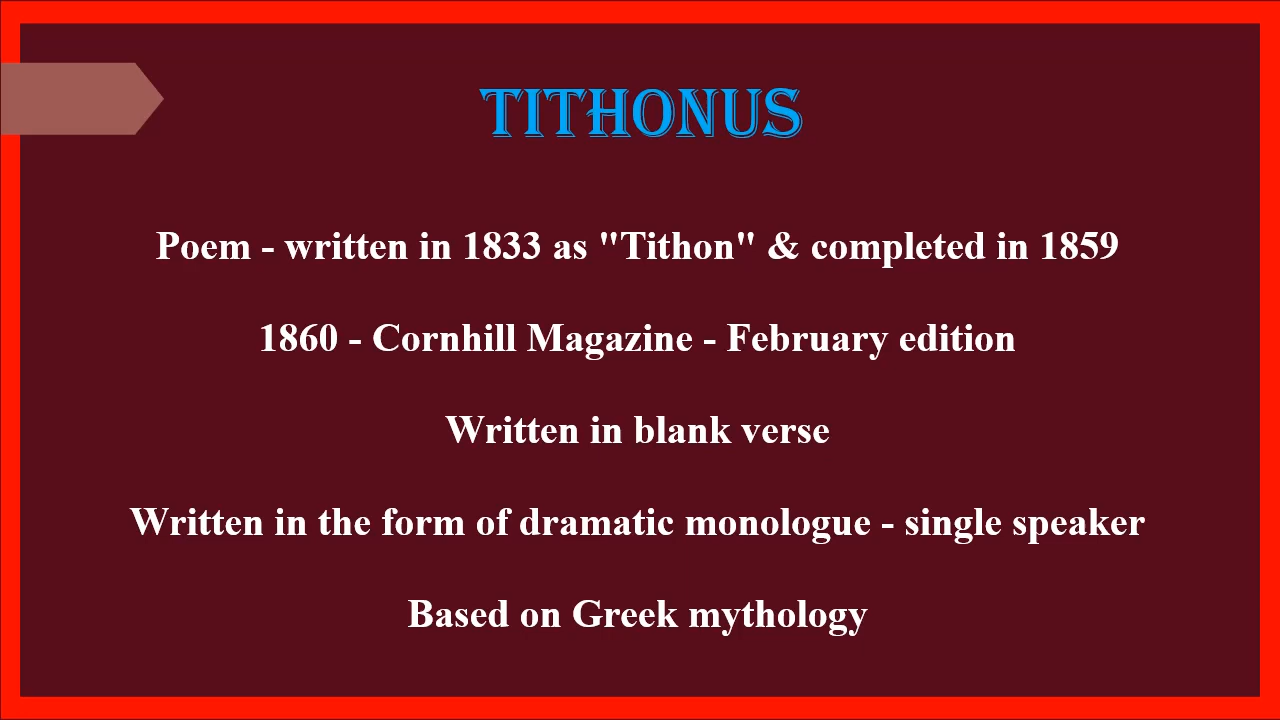 TITHONUS
Poem - written in 1833 as "Tithon" & completed in 1859
1860 - Cornhill Magazine - February edition
Written in blank verse
Written in the form of dramatic monologue - single speaker
Based on Greek mythology